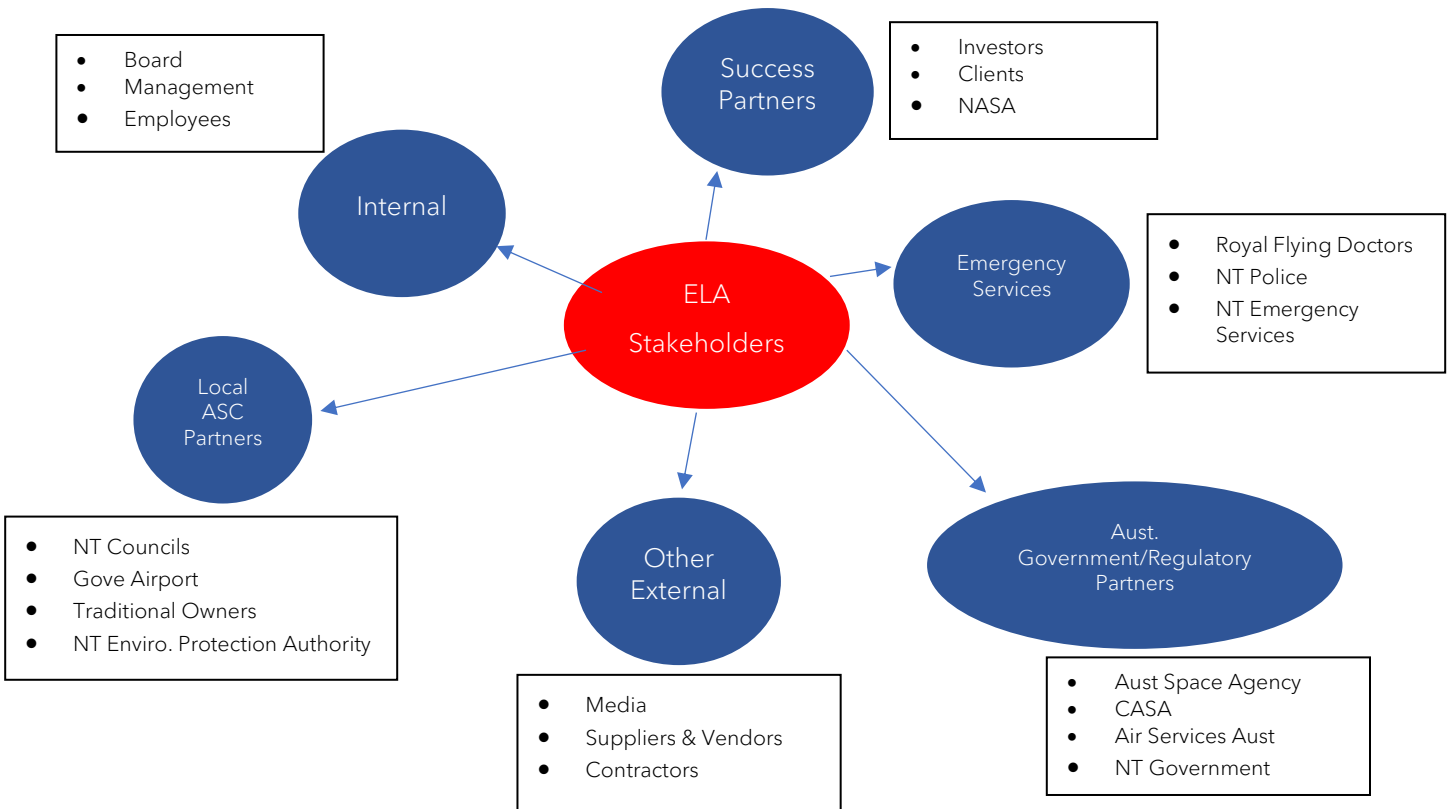 Board
Management
Employees
Success
Partners
Investors
Clients
NASA
Internal
ELA
Stakeholders
Emergency
Services
Royal Flying Doctors
NT Police
NT Emergency
Services
Local
ASC
Partners
NT Councils
Gove Airport
Traditional Owners
NT Enviro. Protection Authority
Other
External
Media
Suppliers & Vendors
Contractors
Aust.
Government/Regulatory
Partners
Aust Space Agency
CASA
Air Services Aust
NT Government